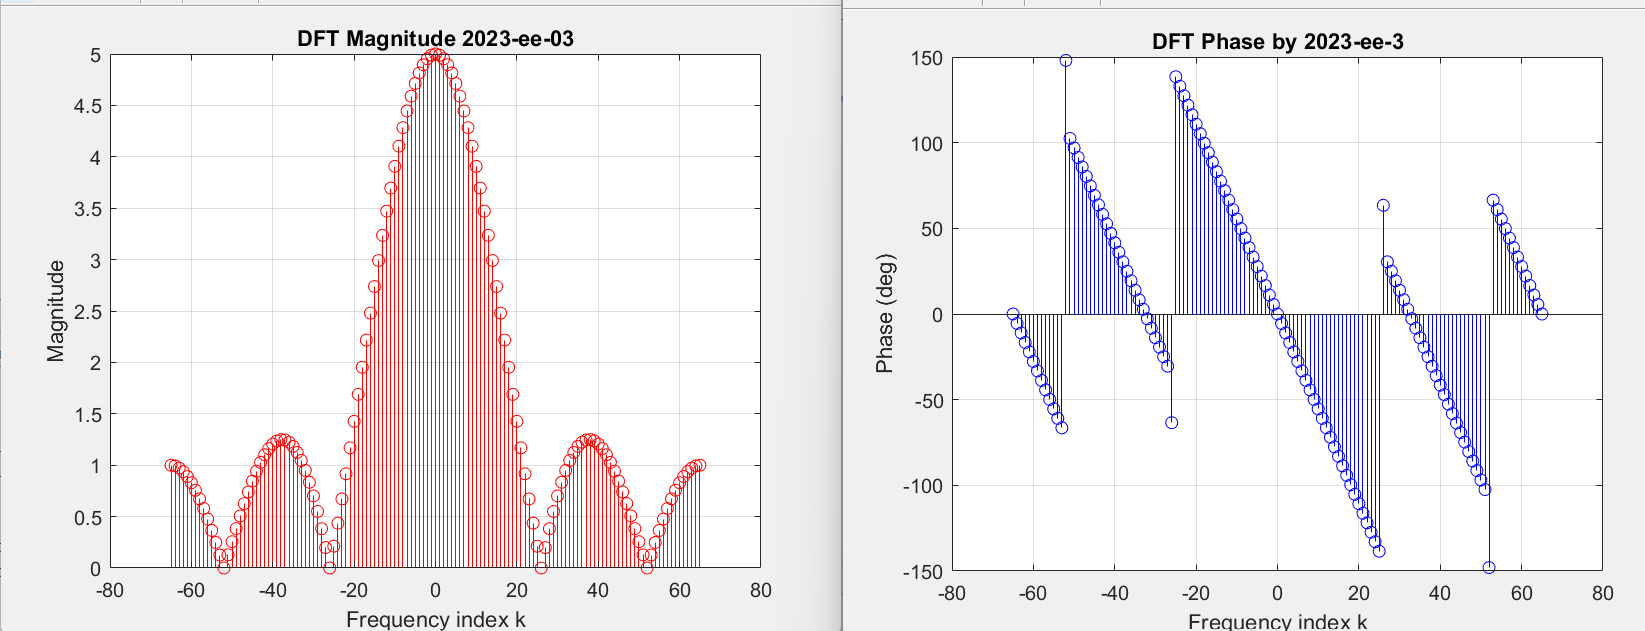 DFT Magnitude 2023-ee-03
5
4.5
4
3.5
3
2.5
2
1.5
1
0.5
0
Magnitude
-80 -60 -40 -20 0 20 40 60 80
Frequency index k
DFT Phase by 2023-ee-3
150
100
50
0
-50
-100
-150
Phase (deg)
-80 -60 -40 -20 0 20 40 60 80
Frequency index k